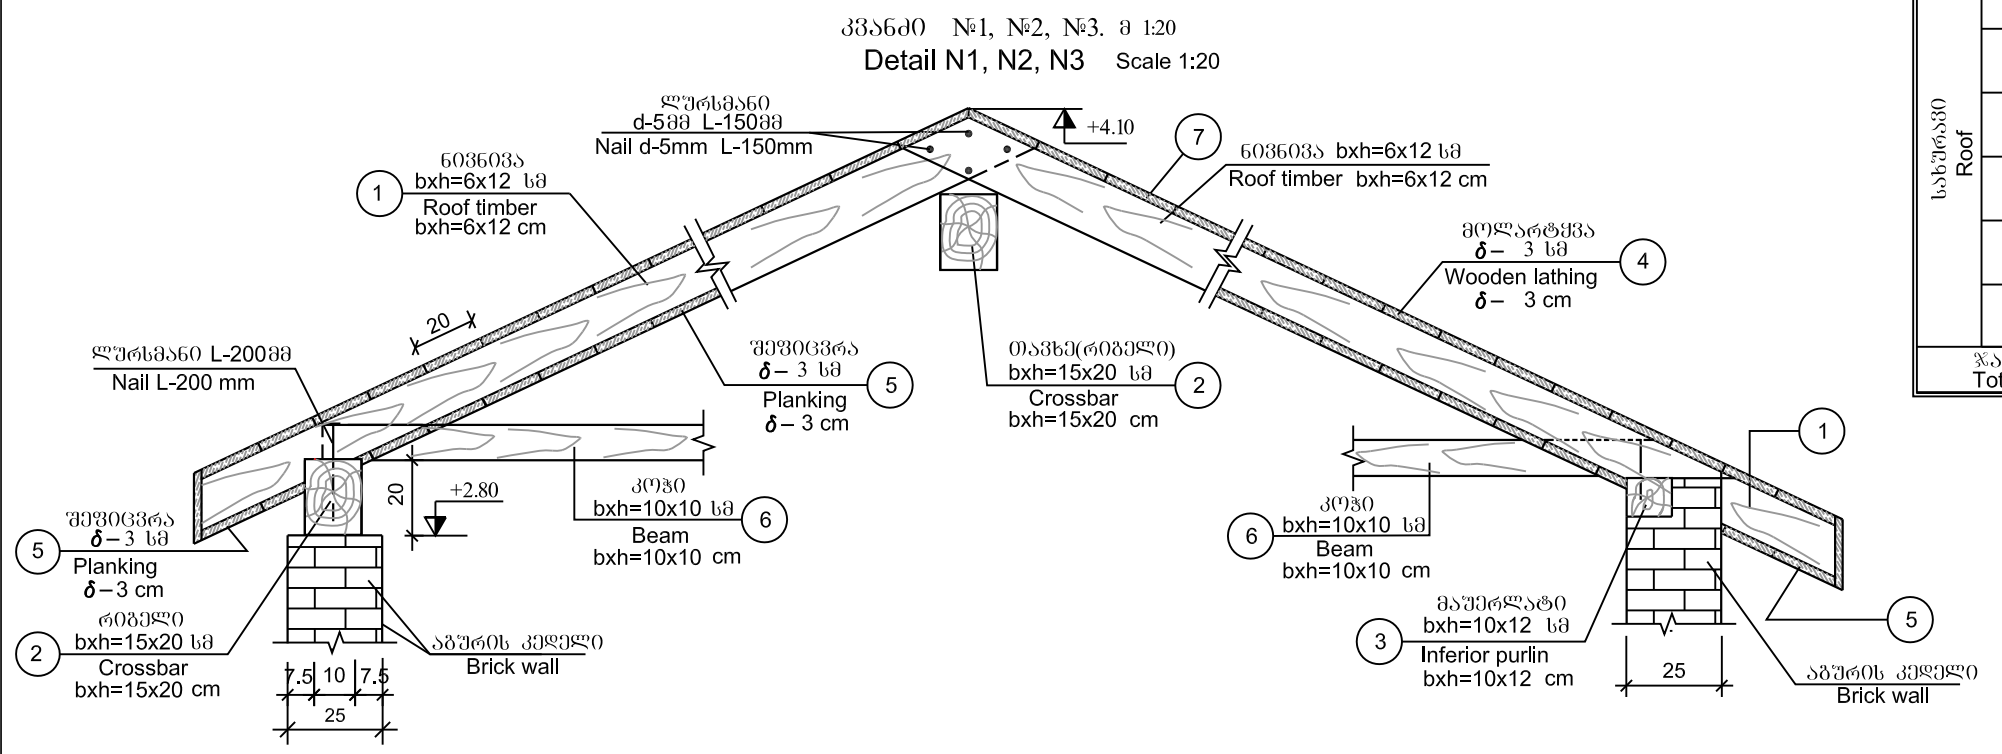 კვანძი №1, №2, №3. მ 1:20
Detail N1, N2, N3 Scale 1:20
ლურსმანი
d-5მმ L-150მმ
Nail d-5mm L-150mm
+4.10
7
ნივნივა bxh=6x12 სმ
Roof timber bxh=6x12 cm
1
ნივნივა
bxh=6x12 სმ
Roof timber
bxh=6x12 cm
მოლარტყვა
δ- 3 სმ
Wooden lathing
δ- 3 cm
4
20
ლურსმანი L-200მმ
Nail L-200 mm
შეფიცვრა
δ- 3 სმ
Planking
δ- 3 cm
5
თავხე(რიგელი)
bxh=15x20 სმ
Crossbar
bxh=15x20 cm
2
1
20
+2.80
კოჭი
bxh=10x10 სმ
Beam
bxh=10x10 cm
6
6
კოჭი
bxh=10x10 სმ
Beam
bxh=10x10 cm
5
შეფიცვრა
δ-3 სმ
Planking
δ-3 cm
2
რიგელი
bxh=15x20 სმ
Crossbar
bxh=15x20 cm
აგურის კედელი
Brick wall
7.5 10 7.5
25
3
მაუერლატი
bxh=10x12 სმ
Inferior purlin
bxh=10x12 cm
25
5
აგურის კედელი
Brick wall
სახურავი
Roof
ჯა
Tot